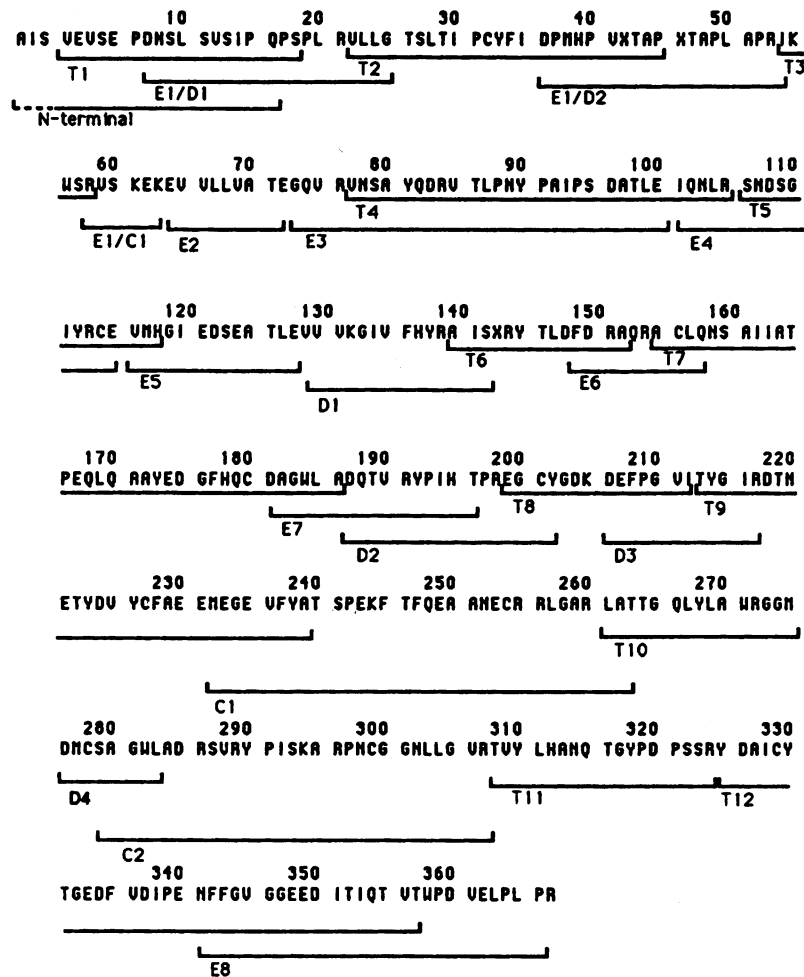 10 20 30 40 50
AIS VEVSE PDNSL SVSIP QPSPL RVLLG TSLTI PCYFI DPMHP VXTAP XTAPL APRIK
T1 T2 T3
E1/D1 E1/D2
N-terminal
60 70 80 90 100 110
WSRVS KEKEV VLLVA TEGQV RVNSA YQDRV TLPNY PAIPS DATLE IQNLR SNDSG
T4 T5
E1/C1 E2 E3 E4
120 130 140 150 160
IYRCE VMHGI EDSEA TLEVV VKGIV FHYRA ISXRY TLDFD RAQRA CLQNS AIIAT
T6 T7
E5 E6
D1
170 180 190 200 210 220
PEQLQ AAYED GFHQC DAGWL ADQTV RYPIH TPREG CYGDK DEFPG VITYG IRDTN
T8 T9
E7
D2 D3
230 240 250 260 270
ETYDV YCFAE EMEGE VFYAT SPEKF TFQEA ANECR RLGAR LATTG QLYLA WRGGM
T10
C1
280 290 300 310 320 330
DMCSA GWLAD RSVRY PISKA RPNCG GNLLG VRTVY LHANQ TGYPD PSSRY DAICY
D4 T11 T12
C2
340 350 360
TGEDF VDIPE NFFGV GGEED ITIQT VTWPD VELPL PR
E8